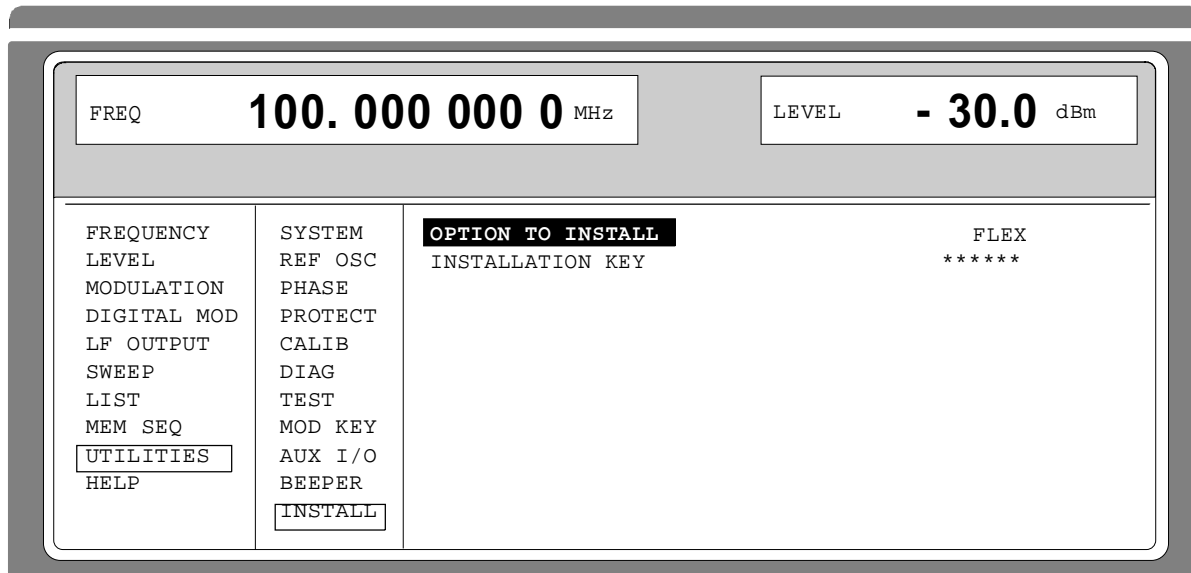 FREQ 100. 000 000 0 MHz
LEVEL - 30.0 dBm
FREQUENCY
LEVEL
MODULATION
DIGITAL MOD
LF OUTPUT
SWEEP
LIST
MEM SEQ
UTILITIES
HELP
SYSTEM
REF OSC
PHASE
PROTECT
CALIB
DIAG
TEST
MOD KEY
AUX I/O
BEEPER
INSTALL
OPTION TO INSTALL FLEX
INSTALLATION KEY ******